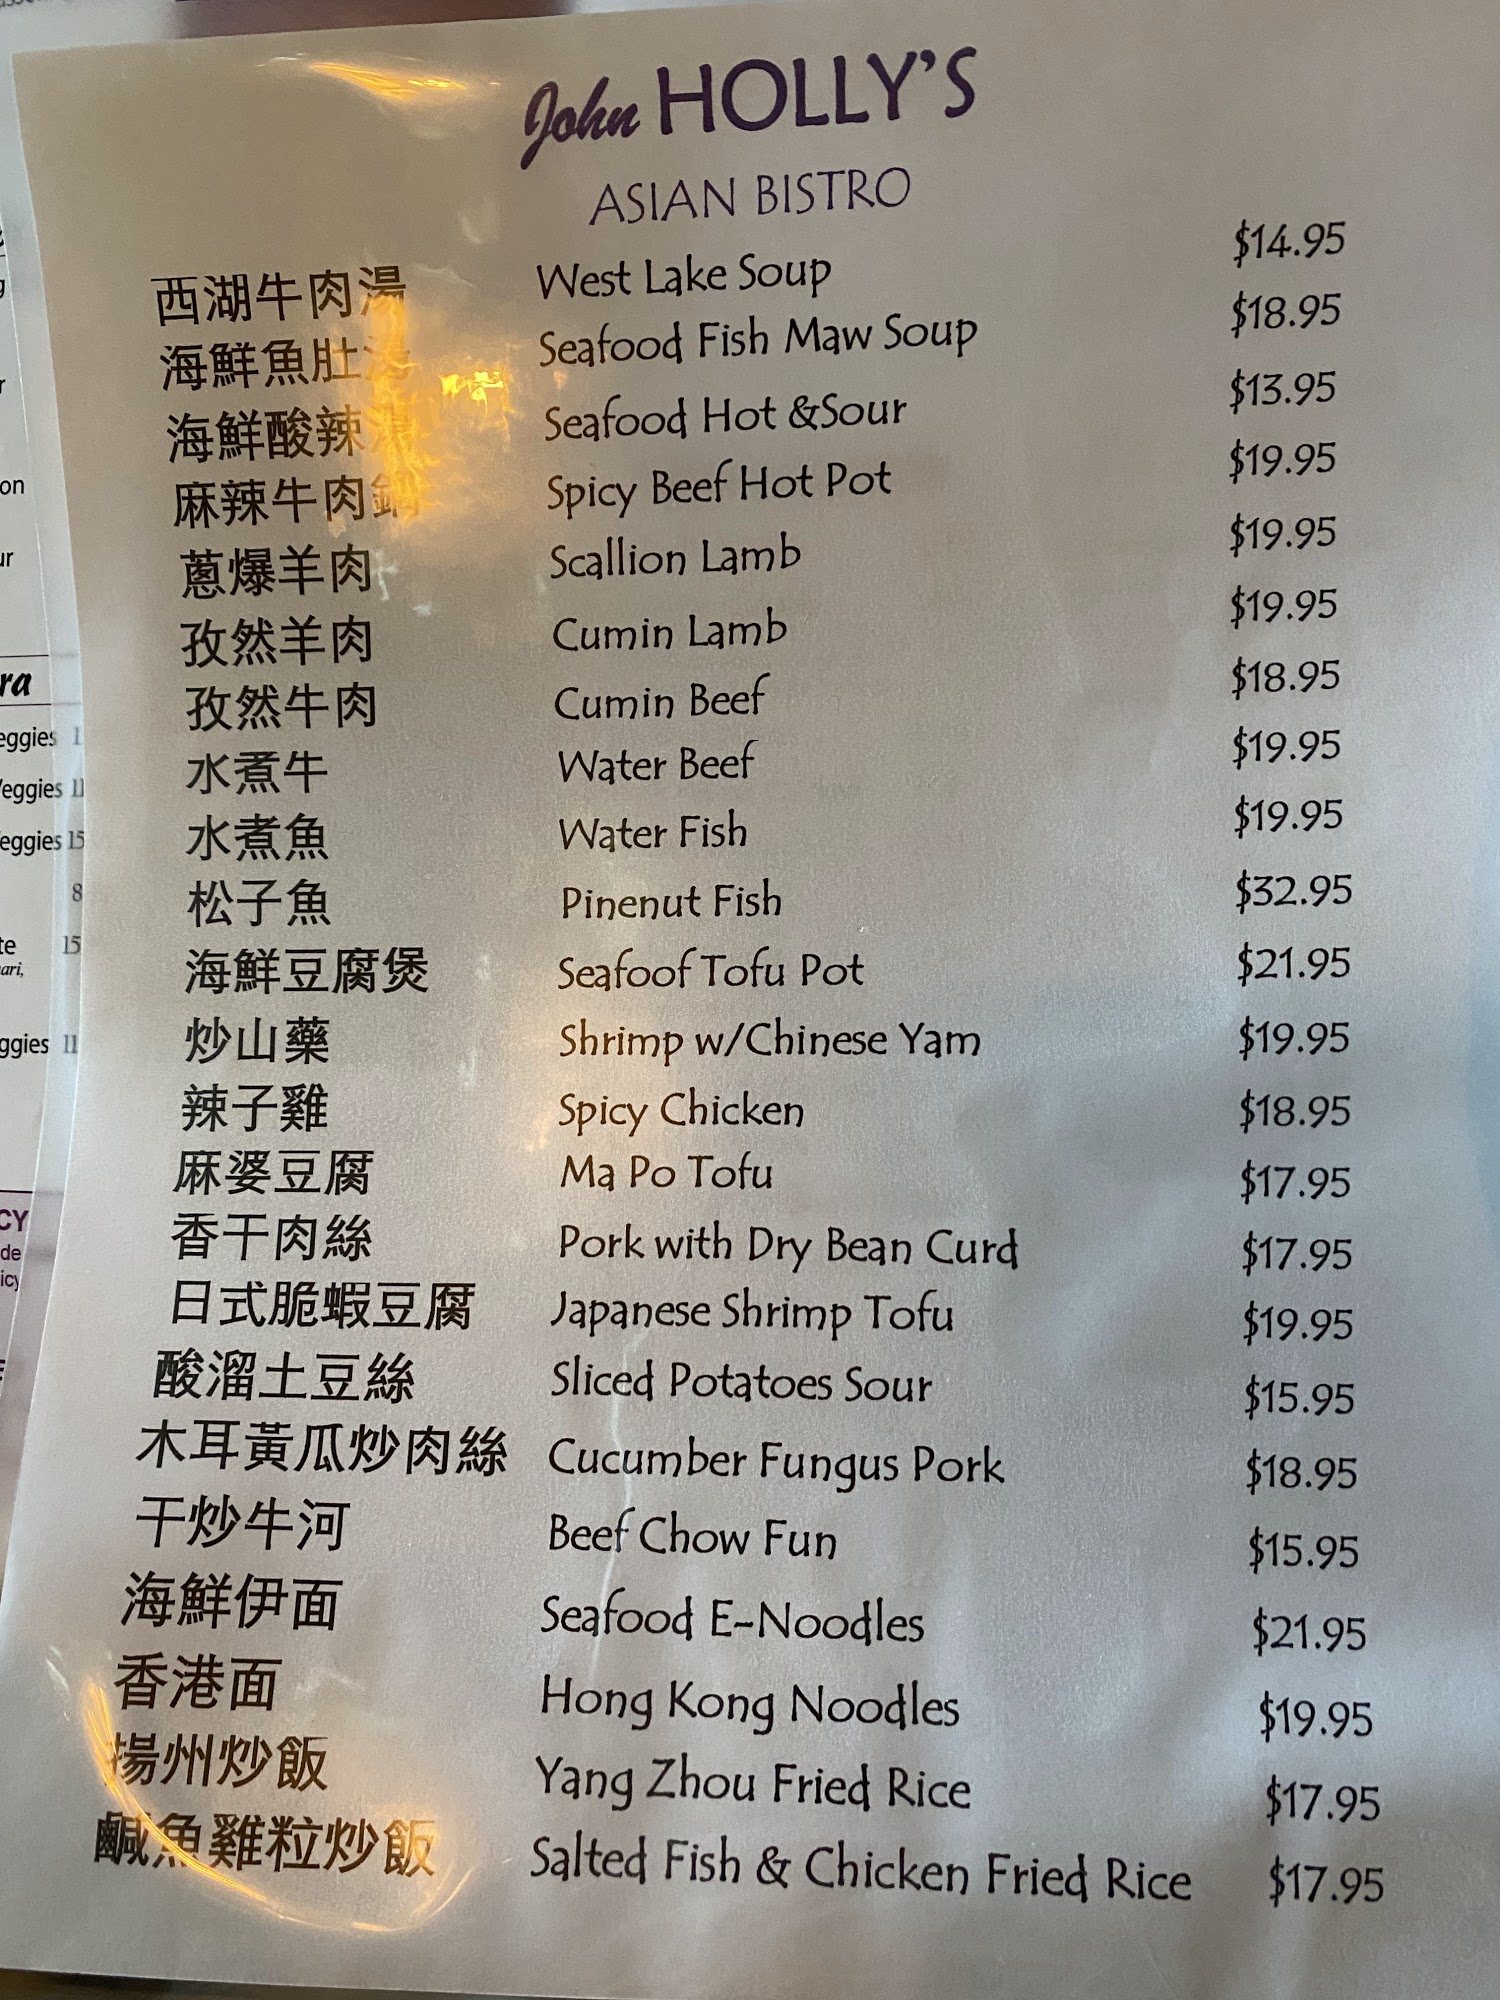 John HOLLY'S
ASIAN BISTRO
西湖牛肉湯 West Lake Soup $14.95
海鮮魚肚湯 Seafood Fish Maw Soup $18.95
海鮮酸辣湯 Seafood Hot &Sour $13.95
麻辣牛肉鍋 Spicy Beef Hot Pot $19.95
蔥爆羊肉 Scallion Lamb $19.95
孜然羊肉 Cumin Lamb $19.95
孜然牛肉 Cumin Beef $18.95
水煮牛 Water Beef $19.95
水煮魚 Water Fish $19.95
松子魚 Pinenut Fish $32.95
海鮮豆腐煲 Seafoof Tofu Pot $21.95
炒山藥 Shrimp w/Chinese Yam $19.95
辣子雞 Spicy Chicken $18.95
麻婆豆腐 Ma Po Tofu $17.95
香干肉絲 Pork with Dry Bean Curd $17.95
日式脆蝦豆腐 Japanese Shrimp Tofu $19.95
酸溜土豆絲 Sliced Potatoes Sour $15.95
木耳黃瓜炒肉絲 Cucumber Fungus Pork $18.95
干炒牛河 Beef Chow Fun $15.95
海鮮伊面 Seafood E-Noodles $21.95
香港面 Hong Kong Noodles $19.95
揚州炒飯 Yang Zhou Fried Rice $17.95
鹹魚雞粒炒飯 Salted Fish & Chicken Fried Rice $17.95